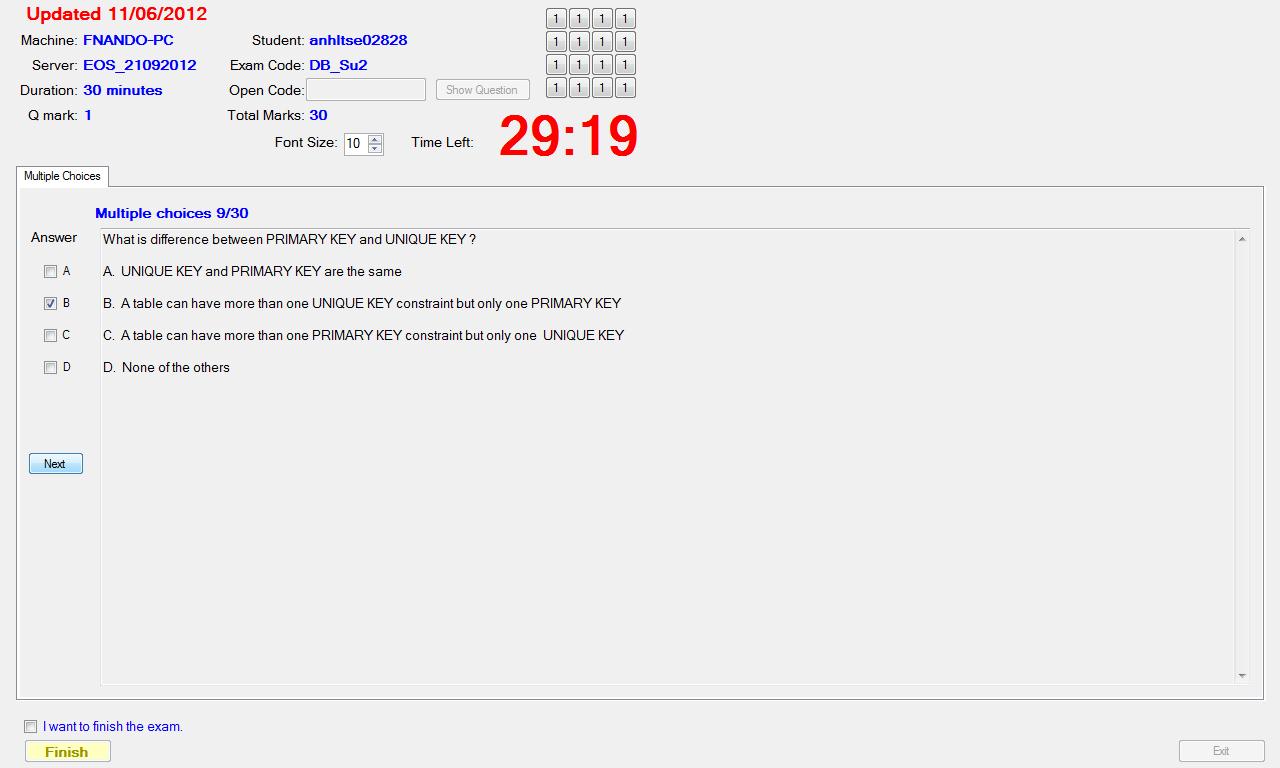 Updated 11/06/2012
Machine: FNANDO-PC Student: anhltse02828
Server: EOS_21092012 Exam Code: DB_Su2
Duration: 30 minutes Open Code: Show Question
Q mark: 1 Total Marks: 30
Font Size: 10 Time Left: 29:19
1 1 1 1
1 1 1 1
1 1 1 1
1 1 1 1
Multiple Choices
Multiple choices 9/30
Answer
What is difference between PRIMARY KEY and UNIQUE KEY ?
A A. UNIQUE KEY and PRIMARY KEY are the same
B B. A table can have more than one UNIQUE KEY constraint but only one PRIMARY KEY
C C. A table can have more than one PRIMARY KEY constraint but only one UNIQUE KEY
D D. None of the others
Next
I want to finish the exam.
Finish Exit